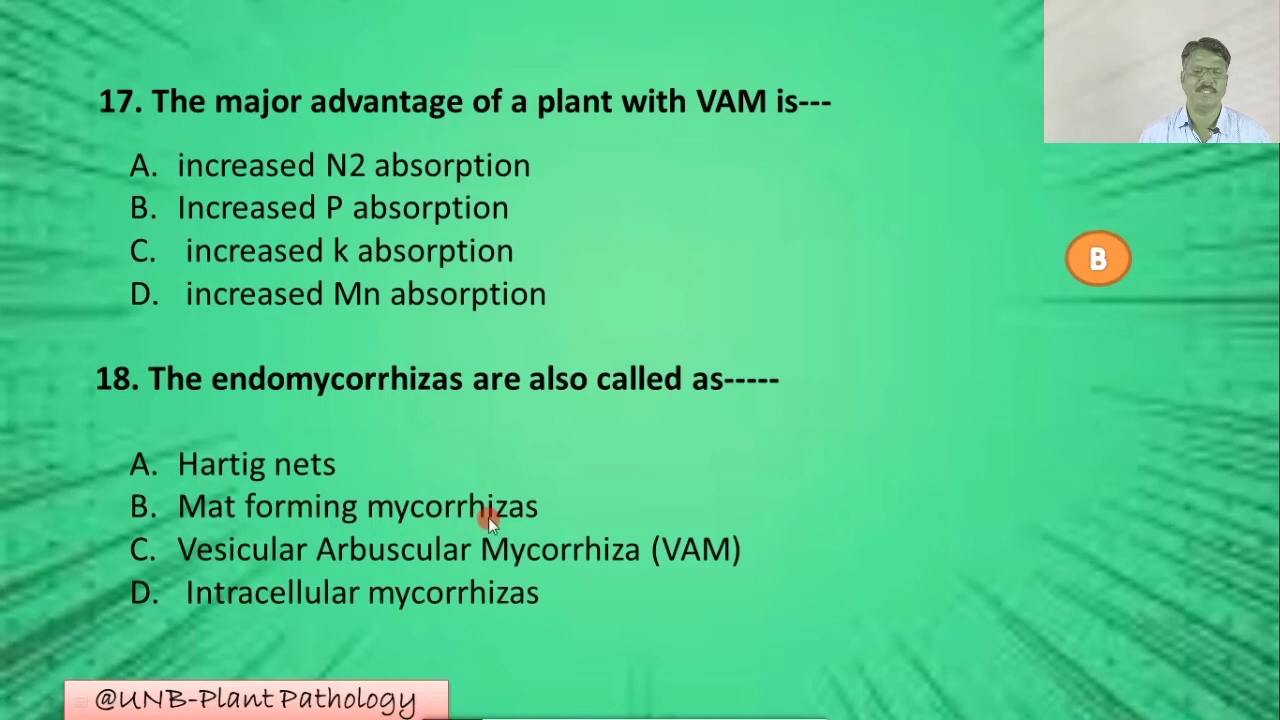 17. The major advantage of a plant with VAM is---
A. increased N2 absorption
B. Increased P absorption
C. increased k absorption
D. increased Mn absorption
B
18. The endomycorrhizas are also called as-----
A. Hartig nets
B. Mat forming mycorrhizas
C. Vesicular Arbuscular Mycorrhiza (VAM)
D. Intracellular mycorrhizas
@UNB-Plant Pathology